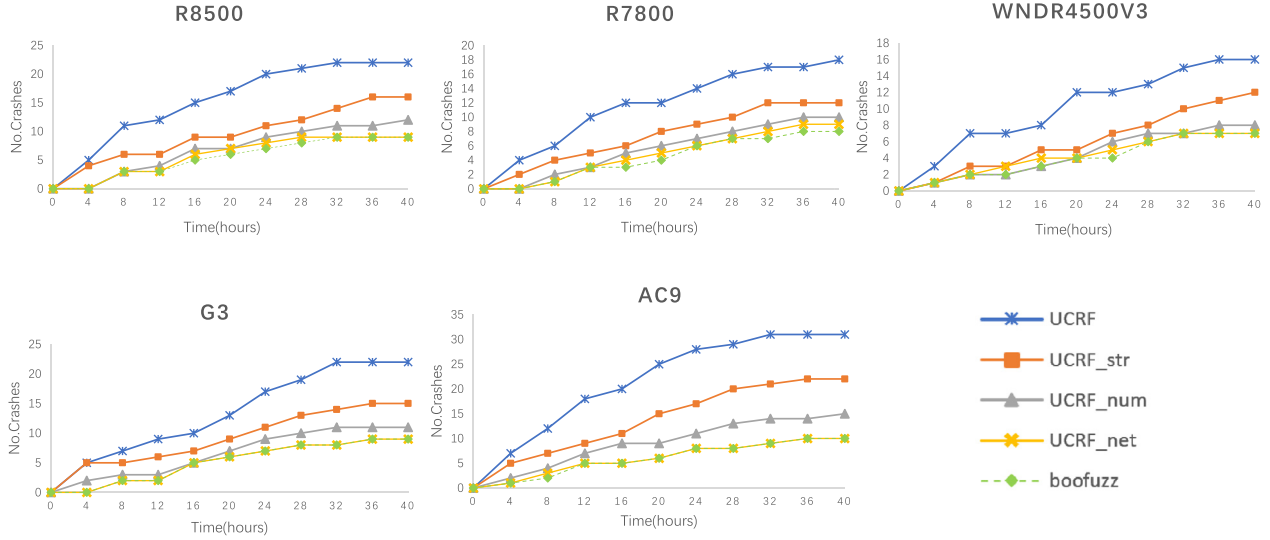 R8500
No.Crashes
25
20
15
10
5
0
0 4 8 12 16 20 24 28 32 36 40
Time(hours)
R7800
No.Crashes
20
18
16
14
12
10
8
6
4
2
0
0 4 8 12 16 20 24 28 32 36 40
Time(hours)
WNDR4500V3
No.Crashes
18
16
14
12
10
8
6
4
2
0
0 4 8 12 16 20 24 28 32 36 40
Time(hours)
G3
No.Crashes
25
20
15
10
5
0
0 4 8 12 16 20 24 28 32 36 40
Time(hours)
AC9
No.Crashes
35
30
25
20
15
10
5
0
0 4 8 12 16 20 24 28 32 36 40
Time(hours)
UCRF
UCRF_str
UCRF_num
UCRF_net
boofuzz